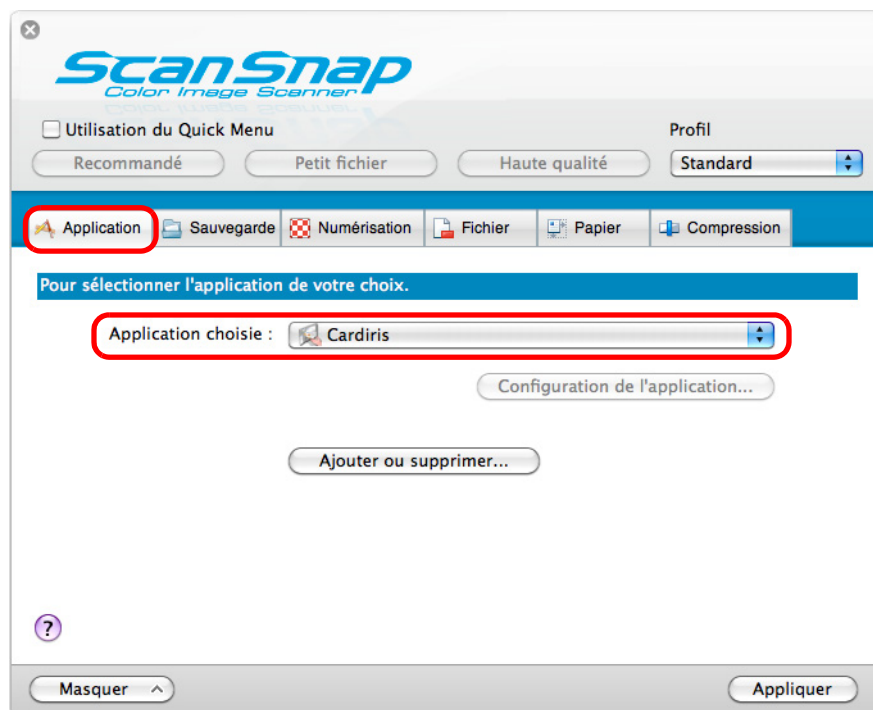 ScanSnap
Color Image Scanner
Utilisation du Quick Menu
Profil
Recommandé
Petit fichier
Haute qualité
Standard
Application
Sauvegarde
Numérisation
Fichier
Papier
Compression
Pour sélectionner l'application de votre choix.
Application choisie : Cardiris
Configuration de l'application...
Ajouter ou supprimer...
?
Masquer
Appliquer